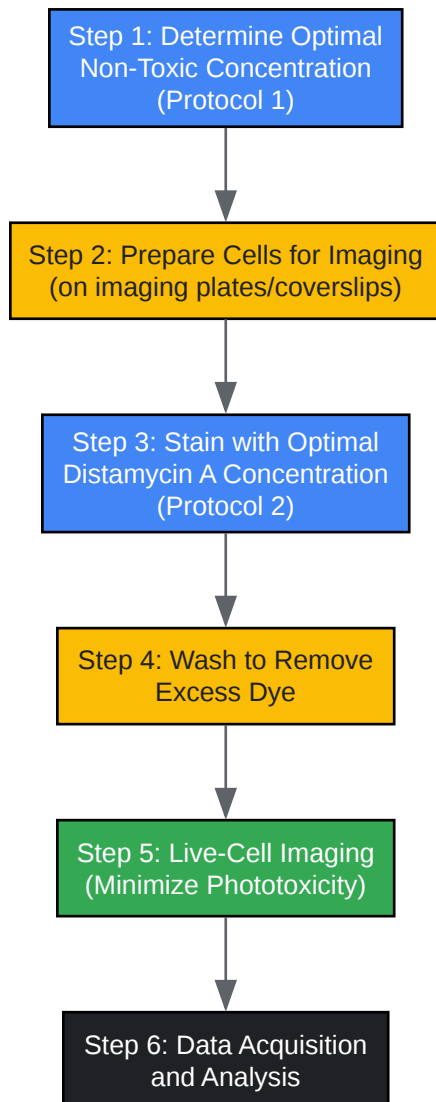 Step 1: Determine Optimal
Non-Toxic Concentration
(Protocol 1)
Step 2: Prepare Cells for Imaging
(on imaging plates/coverslips)
Step 3: Stain with Optimal
Distamycin A Concentration
(Protocol 2)
Step 4: Wash to Remove
Excess Dye
Step 5: Live-Cell Imaging
(Minimize Phototoxicity)
Step 6: Data Acquisition
and Analysis